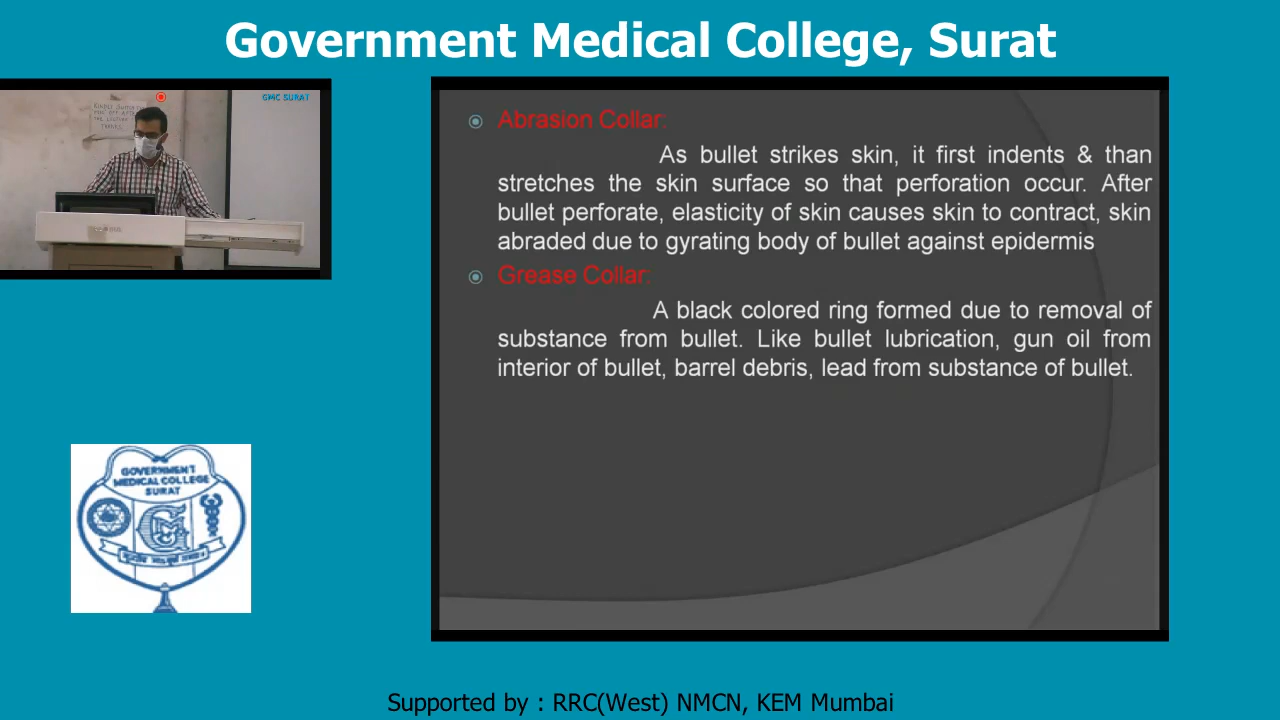 Government Medical College, Surat
GMC SURAT
Abrasion Collar:
As bullet strikes skin, it first indents & than
stretches the skin surface so that perforation occur. After
bullet perforate, elasticity of skin causes skin to contract, skin
abraded due to gyrating body of bullet against epidermis
Grease Collar:
A black colored ring formed due to removal of
substance from bullet. Like bullet lubrication, gun oil from
interior of bullet, barrel debris, lead from substance of bullet.
GOVERNMENT
MEDICAL COLLEGE
SURAT
Supported by : RRC(West) NMCN, KEM Mumbai